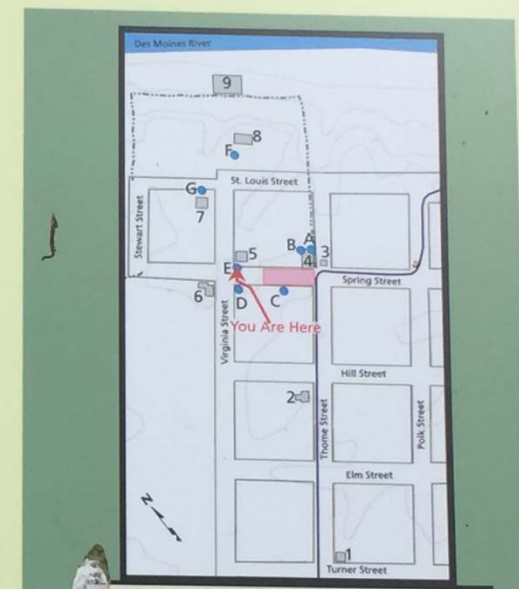 Des Moines River
9
8
F
St. Louis Street
G
7
Stewart Street
B A
5
4 3
E
Spring Street
6
D C
You Are Here
Virginia Street
Hill Street
2
Thome Street
Polk Street
Elm Street
N
1
Turner Street